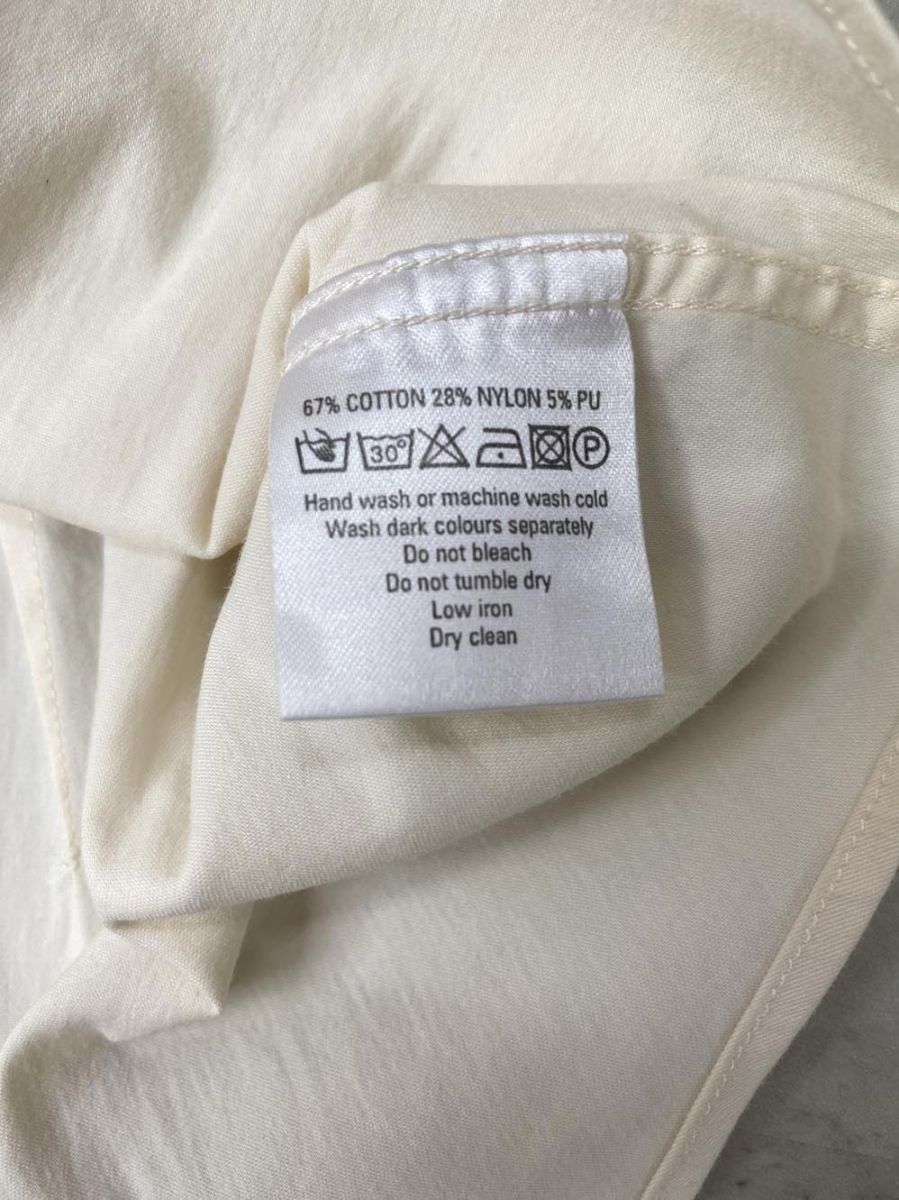 67% COTTON 28% NYLON 5% PU
30° P
Hand wash or machine wash cold
Wash dark colours separately
Do not bleach
Do not tumble dry
Low iron
Dry clean